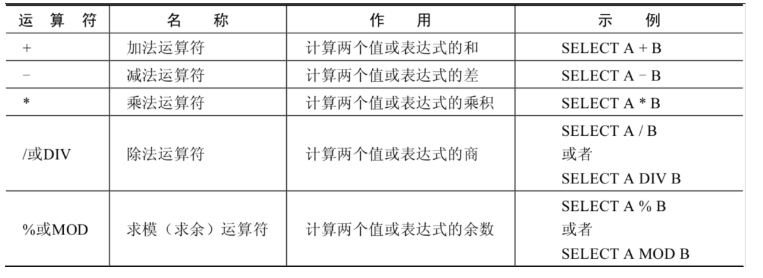 运算符 名称 作用 示例
+ 加法运算符 计算两个值或表达式的和 SELECT A + B
– 减法运算符 计算两个值或表达式的差 SELECT A – B
* 乘法运算符 计算两个值或表达式的乘积 SELECT A * B
/或DIV 除法运算符 计算两个值或表达式的商 SELECT A / B
或者
SELECT A DIV B
%或MOD 求模（求余）运算符 计算两个值或表达式的余数 SELECT A % B
或者
SELECT A MOD B